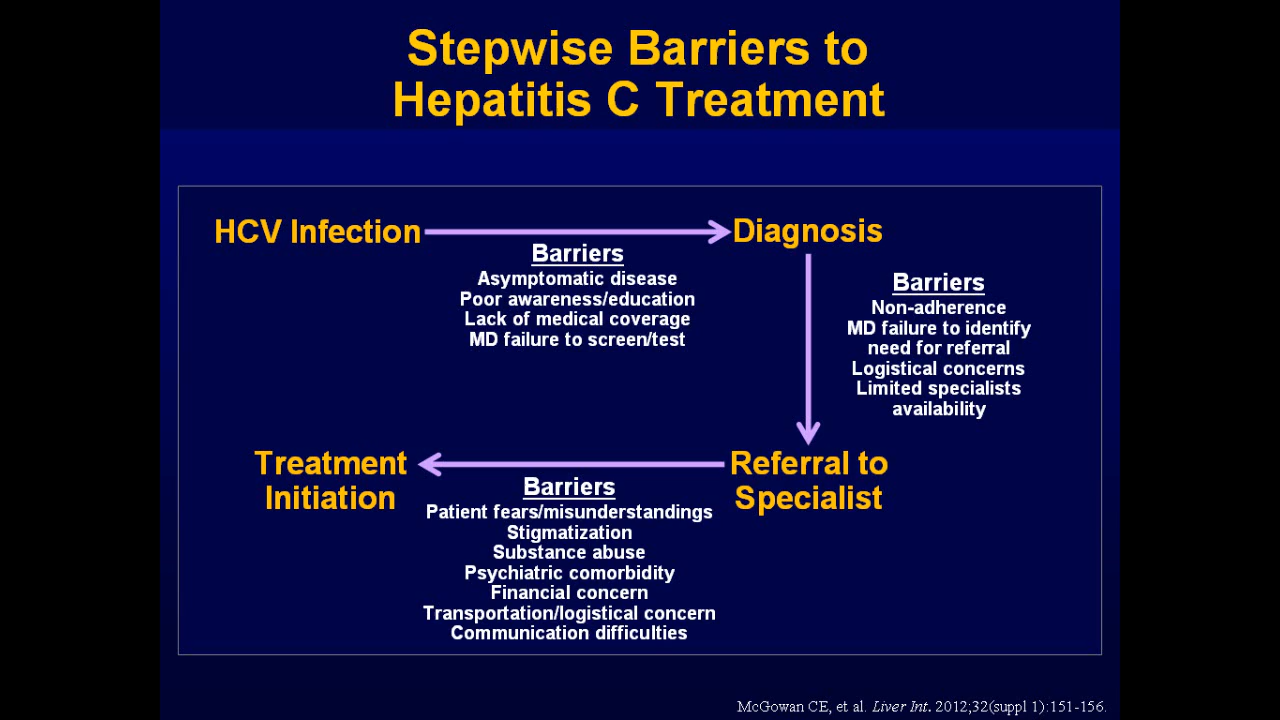 Stepwise Barriers to
Hepatitis C Treatment
HCV Infection
Diagnosis
Barriers
Asymptomatic disease
Poor awareness/education
Lack of medical coverage
MD failure to screen/test
Barriers
Non-adherence
MD failure to identify
need for referral
Logistical concerns
Limited specialists
availability
Referral to
Specialist
Barriers
Patient fears/misunderstandings
Stigmatization
Substance abuse
Psychiatric comorbidity
Financial concern
Transportation/logistical concern
Communication difficulties
Treatment
Initiation
McGowan CE, et al. Liver Int. 2012;32(suppl 1):151-156.